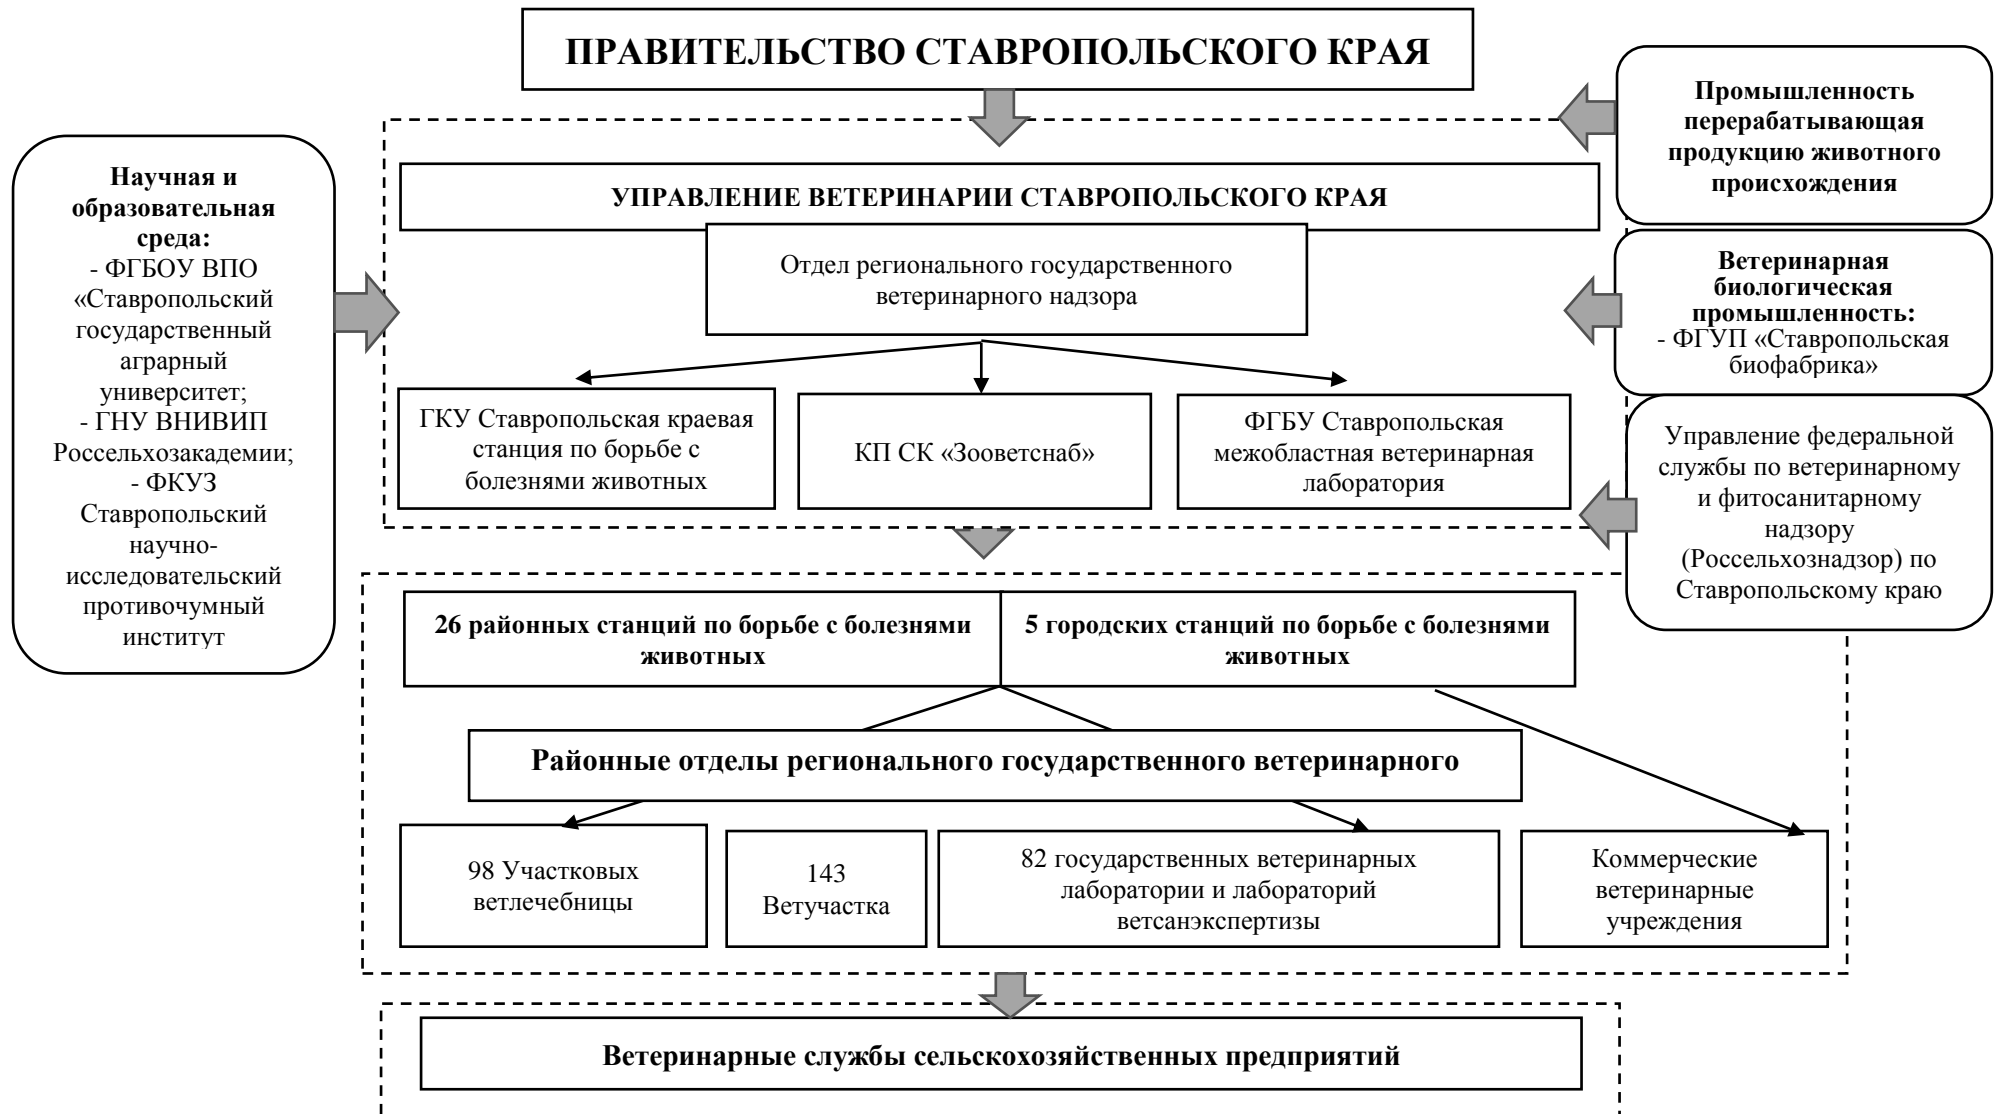 ПРАВИТЕЛЬСТВО СТАВРОПОЛЬСКОГО КРАЯ
Промышленность
перерабатывающая
продукцию животного
происхождения
Научная и
образовательная
среда:
- ФГБОУ ВПО
«Ставропольский
государственный
аграрный
университет;
- ГНУ ВНИВИП
Россельхозакадемии;
- ФКУЗ
Ставропольский
научно-
исследовательский
противочумный
институт
УПРАВЛЕНИЕ ВЕТЕРИНАРИИ СТАВРОПОЛЬСКОГО КРАЯ
Отдел регионального государственного
ветеринарного надзора
Ветеринарная
биологическая
промышленность:
- ФГУП «Ставропольская
биофабрика»
ГКУ Ставропольская краевая
станция по борьбе с
болезнями животных
КП СК «Зооветснаб»
ФГБУ Ставропольская
межобластная ветеринарная
лаборатория
Управление федеральной
службы по ветеринарному
и фитосанитарному
надзору
(Россельхознадзор) по
Ставропольскому краю
26 районных станций по борьбе с болезнями
животных
5 городских станций по борьбе с болезнями
животных
Районные отделы регионального государственного ветеринарного
98 Участковых
ветлечебницы
143
Ветучастка
82 государственных ветеринарных
лаборатории и лабораторий
ветсанэкспертизы
Коммерческие
ветеринарные
учреждения
Ветеринарные службы сельскохозяйственных предприятий